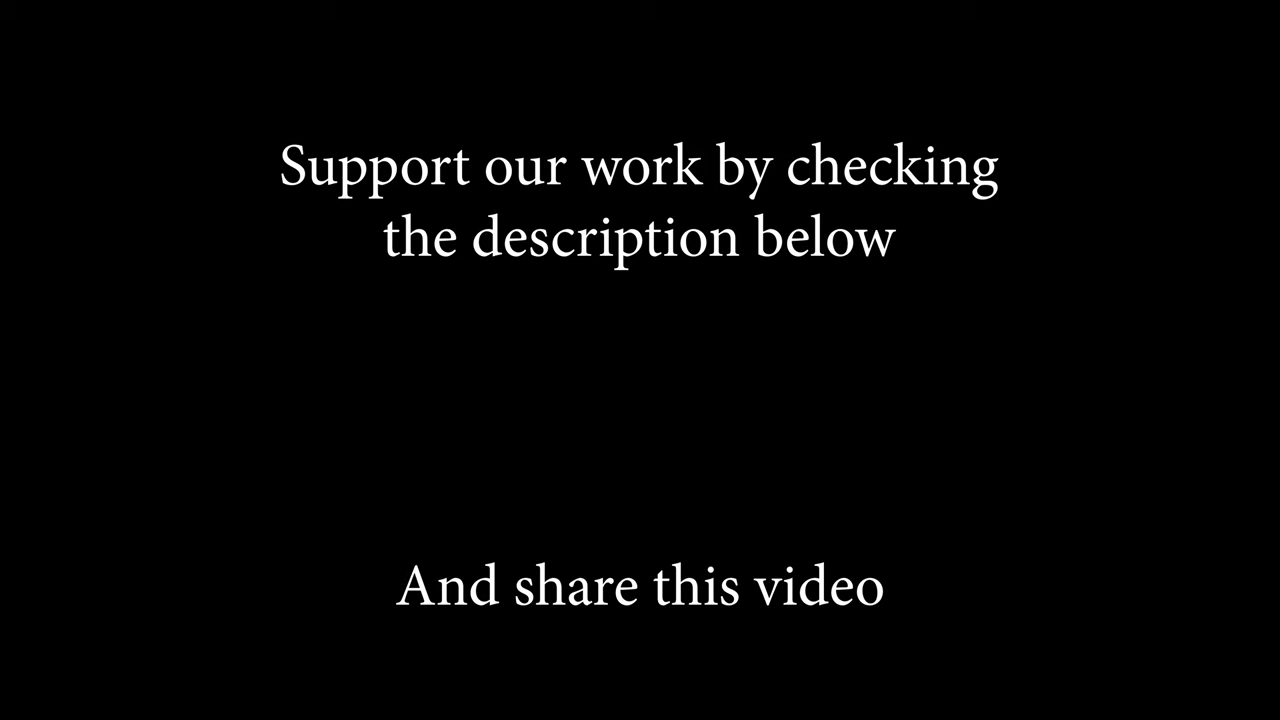 Support our work by checking
the description below
And share this video